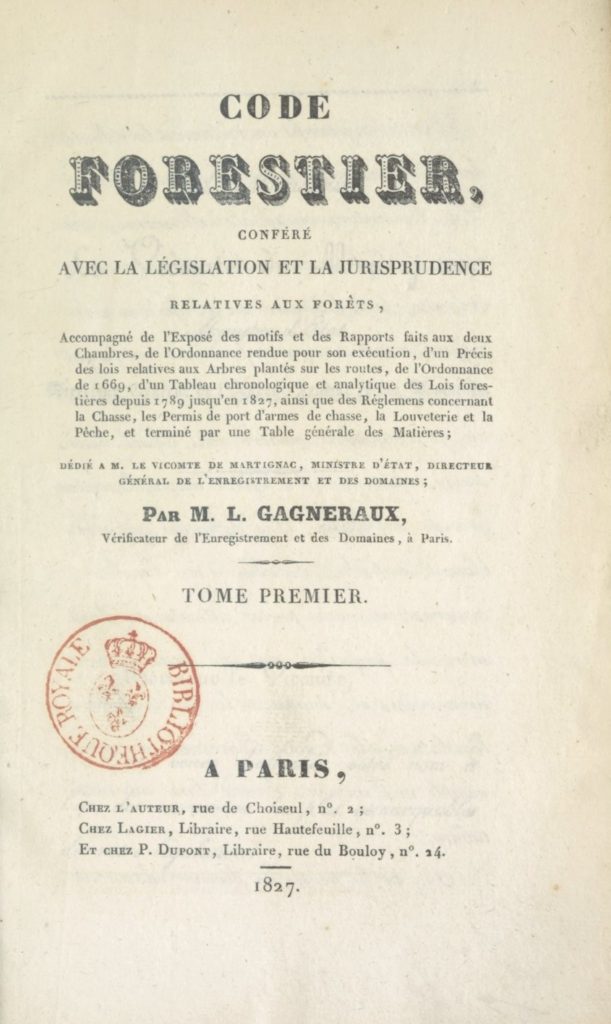 CODE
FORESTIER,
CONFÉRÉ
AVEC LA LÉGISLATION ET LA JURISPRUDENCE
RELATIVES AUX FORÊTS,
Accompagné de l'Exposé des motifs et des Rapports faits aux deux
Chambres, de l'Ordonnance rendue pour son exécution, d'un Précis
des lois relatives aux Arbres plantés sur les routes, de l'Ordonnance
de 1669, d'un Tableau chronologique et analytique des Lois fores-
tières depuis 1789 jusqu'en 1827, ainsi que des Réglemens concernant
la Chasse, les Permis de port d'armes de chasse, la Louveterie et la
Pêche, et terminé par une Table générale des Matières;
DÉDIÉ A M. LE VICOMTE DE MARTIGNAC, MINISTRE D'ÉTAT, DIRECTEUR
GÉNÉRAL DE L'ENREGISTREMENT ET DES DOMAINES;
PAR M. L. GAGNERAUX,
Vérificateur de l'Enregistrement et des Domaines, à Paris.
TOME PREMIER.
BIBLIOTHEQUE ROYALE
A PARIS,
CHEZ L'AUTEUR, rue de Choiseul, n°. 2;
CHEZ LAGIER, Libraire, rue Hautefeuille, n°. 3;
ET CHEZ P. DUPONT, Libraire, rue du Bouloy, n°. 24.
1827.